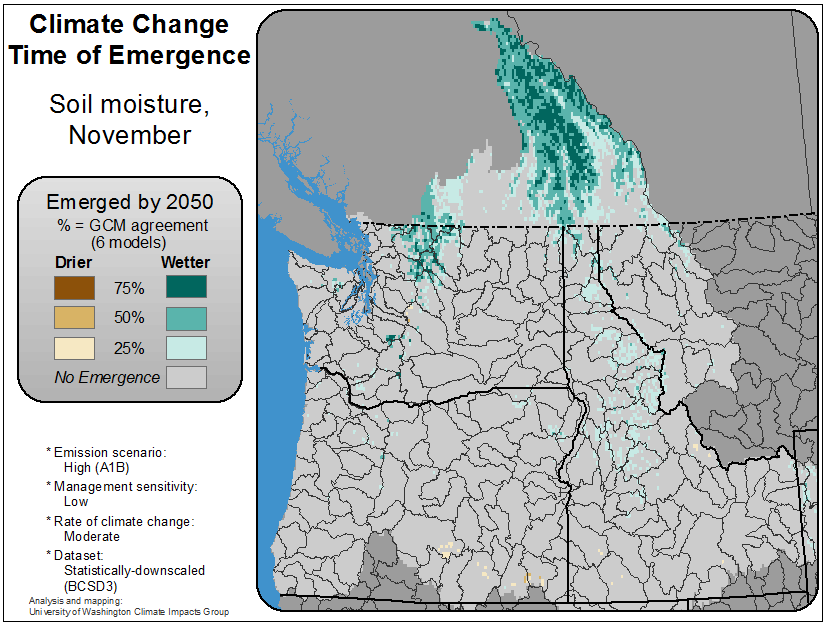 Climate Change
Time of Emergence
Soil moisture,
November
Emerged by 2050
% = GCM agreement
(6 models)
Drier Wetter
75%
50%
25%
No Emergence
* Emission scenario:
High (A1B)
* Management sensitivity:
Low
* Rate of climate change:
Moderate
* Dataset:
Statistically-downscaled
(BCSD3)
Analysis and mapping:
University of Washington Climate Impacts Group